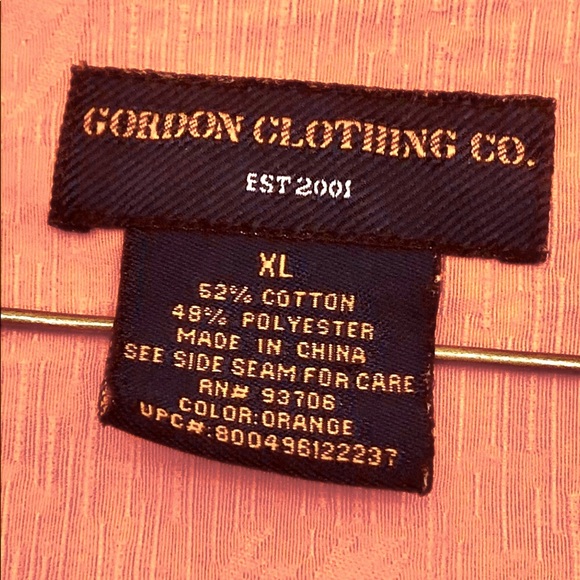 GORDON CLOTHING CO.
EST 2001
XL
52% COTTON
48% POLYESTER
MADE IN CHINA
SEE SIDE SEAM FOR CARE
RN# 93706
COLOR:ORANGE
UPC#:800496122237